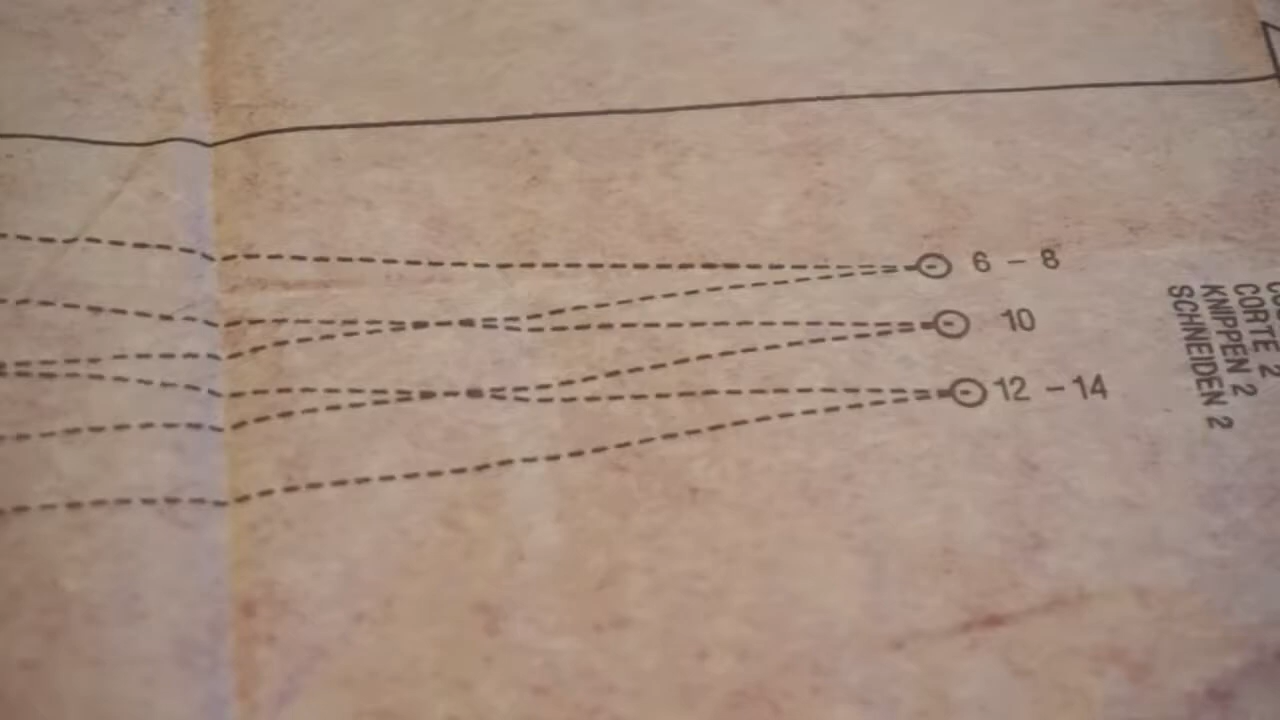 6 - 8
10
12 - 14
CORTE 2
KNIPPEN 2
SCHNEIDEN 2